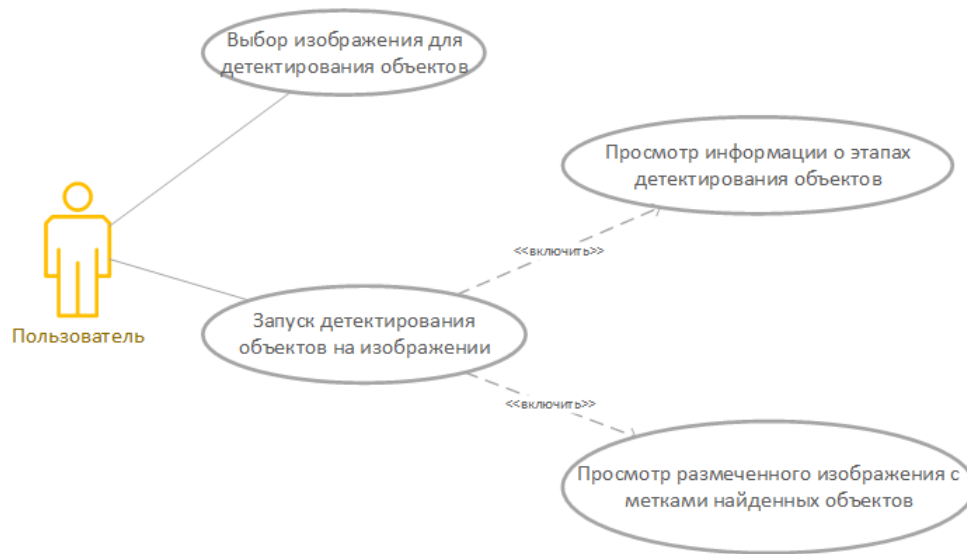 Выбор изображения для
детектирования объектов
Просмотр информации о этапах
детектирования объектов
<<включить>>
Пользователь
Запуск детектирования
объектов на изображении
<<включить>>
Просмотр размеченного изображения с
метками найденных объектов